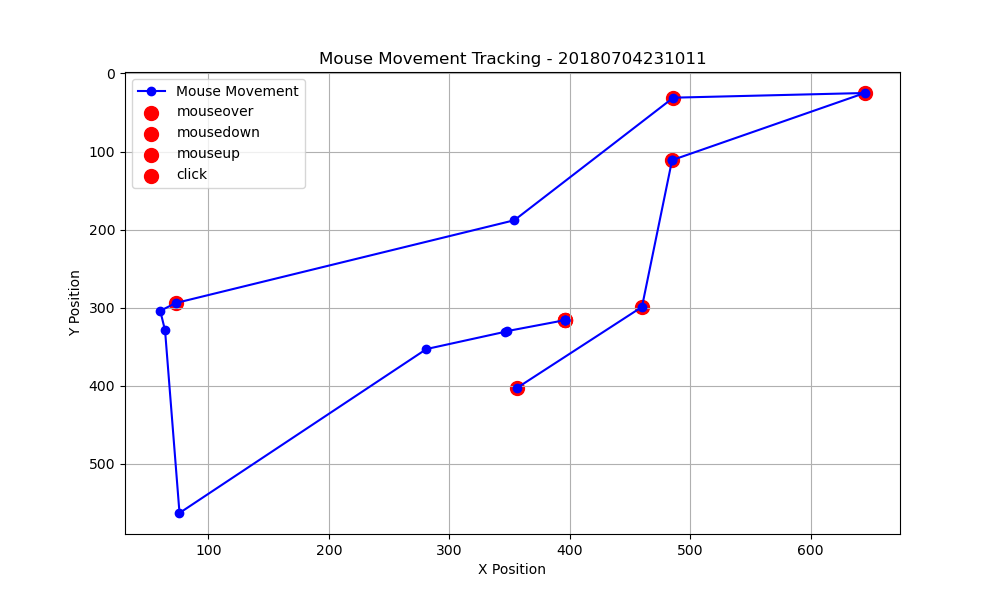 Mouse Movement Tracking - 20180704231011
Mouse Movement
mouseover
mousedown
mouseup
click
Y Position
0
100
200
300
400
500
100 200 300 400 500 600
X Position